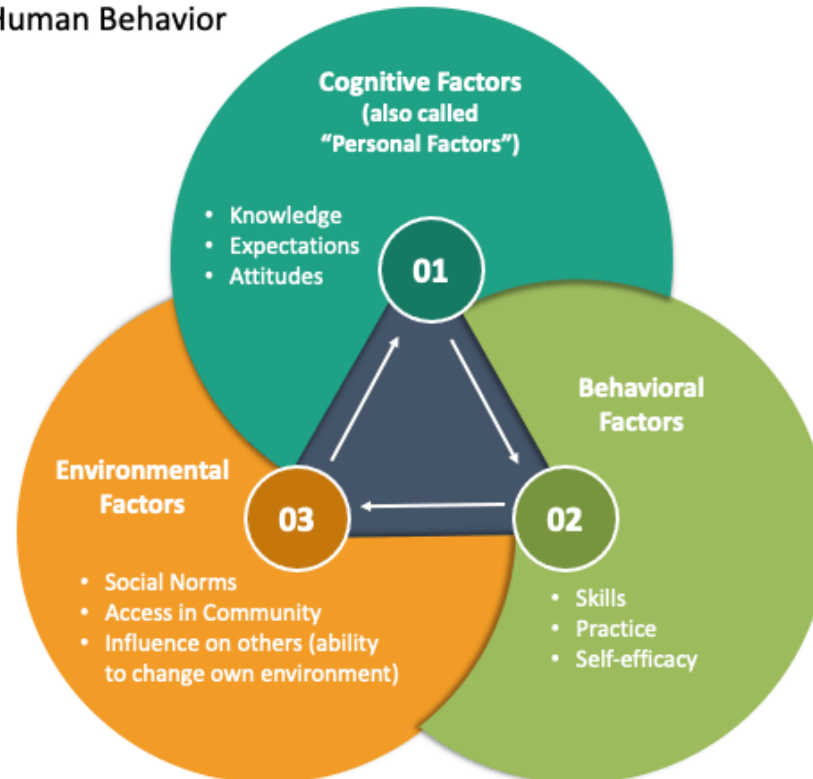 Human Behavior
Cognitive Factors
(also called
“Personal Factors”)
• Knowledge
• Expectations
• Attitudes
01
Behavioral
Factors
Environmental
Factors
03
02
• Social Norms
• Access in Community
• Influence on others (ability
to change own environment)
• Skills
• Practice
• Self-efficacy